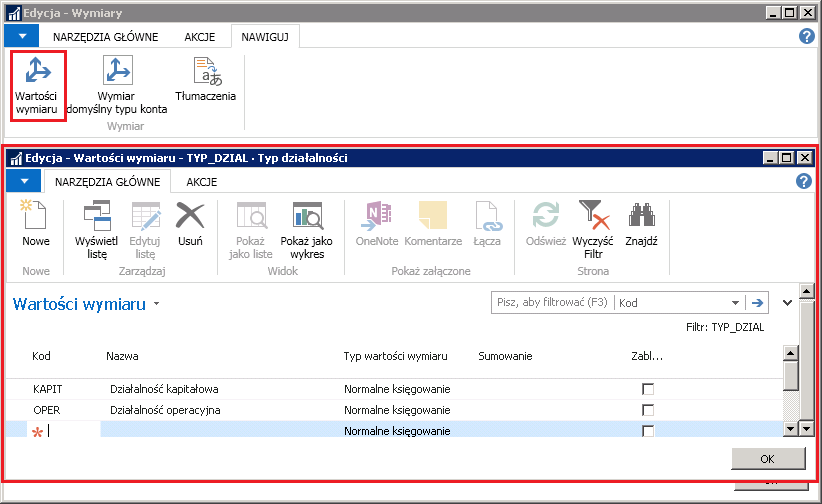 Edycja - Wymiary
NARZĘDZIA GŁÓWNE AKCJE NAWIGUJ
Wartości Wymiar Tłumaczenia
wymiaru domyślny typu konta
Wymiar
Edycja - Wartości wymiaru - TYP_DZIAL · Typ działalności
NARZĘDZIA GŁÓWNE AKCJE
Nowe Wyświetl Edytuj Usuń Pokaż Pokaż jako OneNote Komentarze Łącza Odśwież Wyczyść Znajdź
listę listę jako liste wykres Filtr
Nowe Zarządzaj Widok Pokaż załączone Strona
Wartości wymiaru Pisz, aby filtrować (F3) Kod
Filtr: TYP_DZIAL
Kod Nazwa Typ wartości wymiaru Sumowanie Zabl...
KAPIT Działalność kapitałowa Normalne księgowanie
OPER Działalność operacyjna Normalne księgowanie
Normalne księgowanie
OK